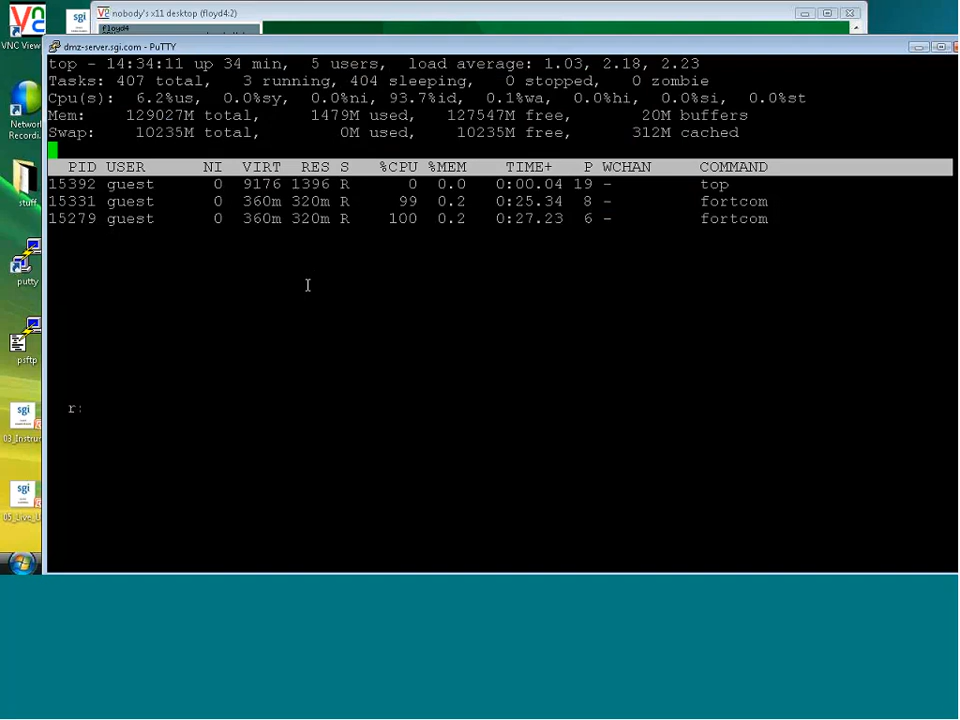 nobody's x11 desktop (floyd4:2)
sgi
VNC View
dmz-server.sgi.com - PuTTY
top - 14:34:11 up 34 min, 5 users, load average: 1.03, 2.18, 2.23
Tasks: 407 total, 3 running, 404 sleeping, 0 stopped, 0 zombie
Cpu(s): 6.2%us, 0.0%sy, 0.0%ni, 93.7%id, 0.1%wa, 0.0%hi, 0.0%si, 0.0%st
Mem: 129027M total, 1479M used, 127547M free, 20M buffers
Swap: 10235M total, 0M used, 10235M free, 312M cached
PID USER NI VIRT RES S %CPU %MEM TIME+ P WCHAN COMMAND
15392 guest 0 9176 1396 R 0 0.0 0:00.04 19 - top
15331 guest 0 360m 320m R 99 0.2 0:25.34 8 - fortcom
15279 guest 0 360m 320m R 100 0.2 0:27.23 6 - fortcom
Network
Recordi
stuff
putty
psftp
r:
sgi
03_Instrur
sgi
05_Live_L